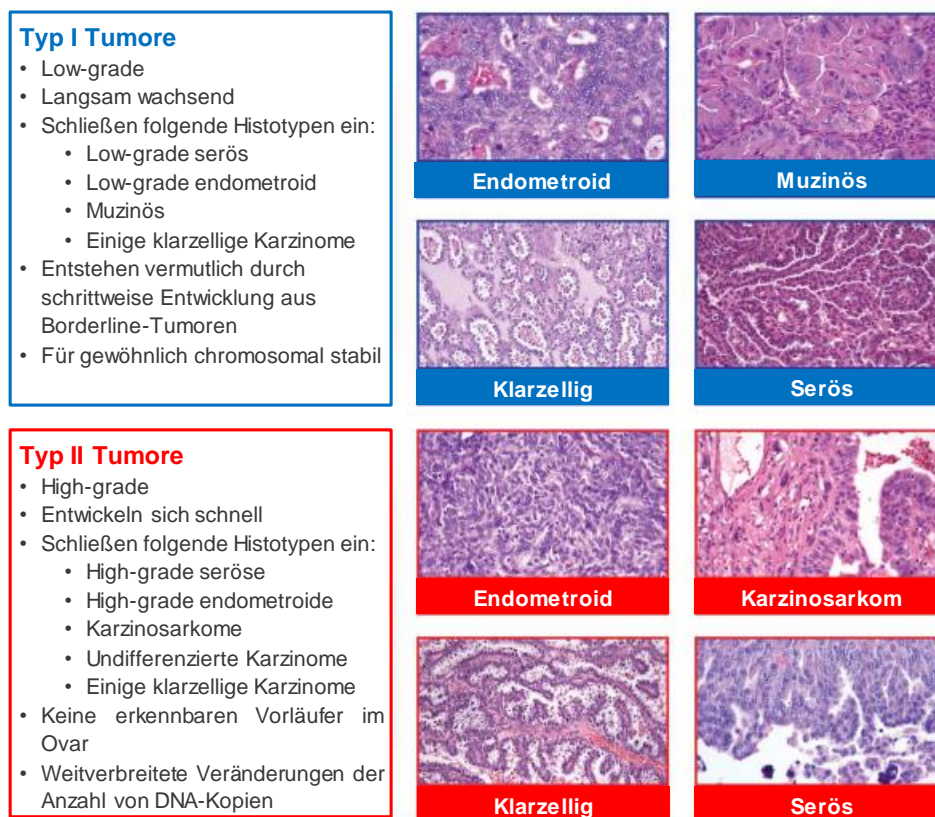 Typ I Tumore
• Low-grade
• Langsam wachsend
• Schließen folgende Histotypen ein:
• Low-grade serös
• Low-grade endometroid
• Muzinös
• Einige klarzellige Karzinome
• Entstehen vermutlich durch
schrittweise Entwicklung aus
Borderline-Tumoren
• Für gewöhnlich chromosomal stabil
Endometroid
Muzinös
Klarzellig
Serös
Typ II Tumore
• High-grade
• Entwickeln sich schnell
• Schließen folgende Histotypen ein:
• High-grade seröse
• High-grade endometroide
• Karzinosarkome
• Undifferenzierte Karzinome
• Einige klarzellige Karzinome
• Keine erkennbaren Vorläufer im
Ovar
• Weitverbreitete Veränderungen der
Anzahl von DNA-Kopien
Endometroid
Karzinosarkom
Klarzellig
Serös